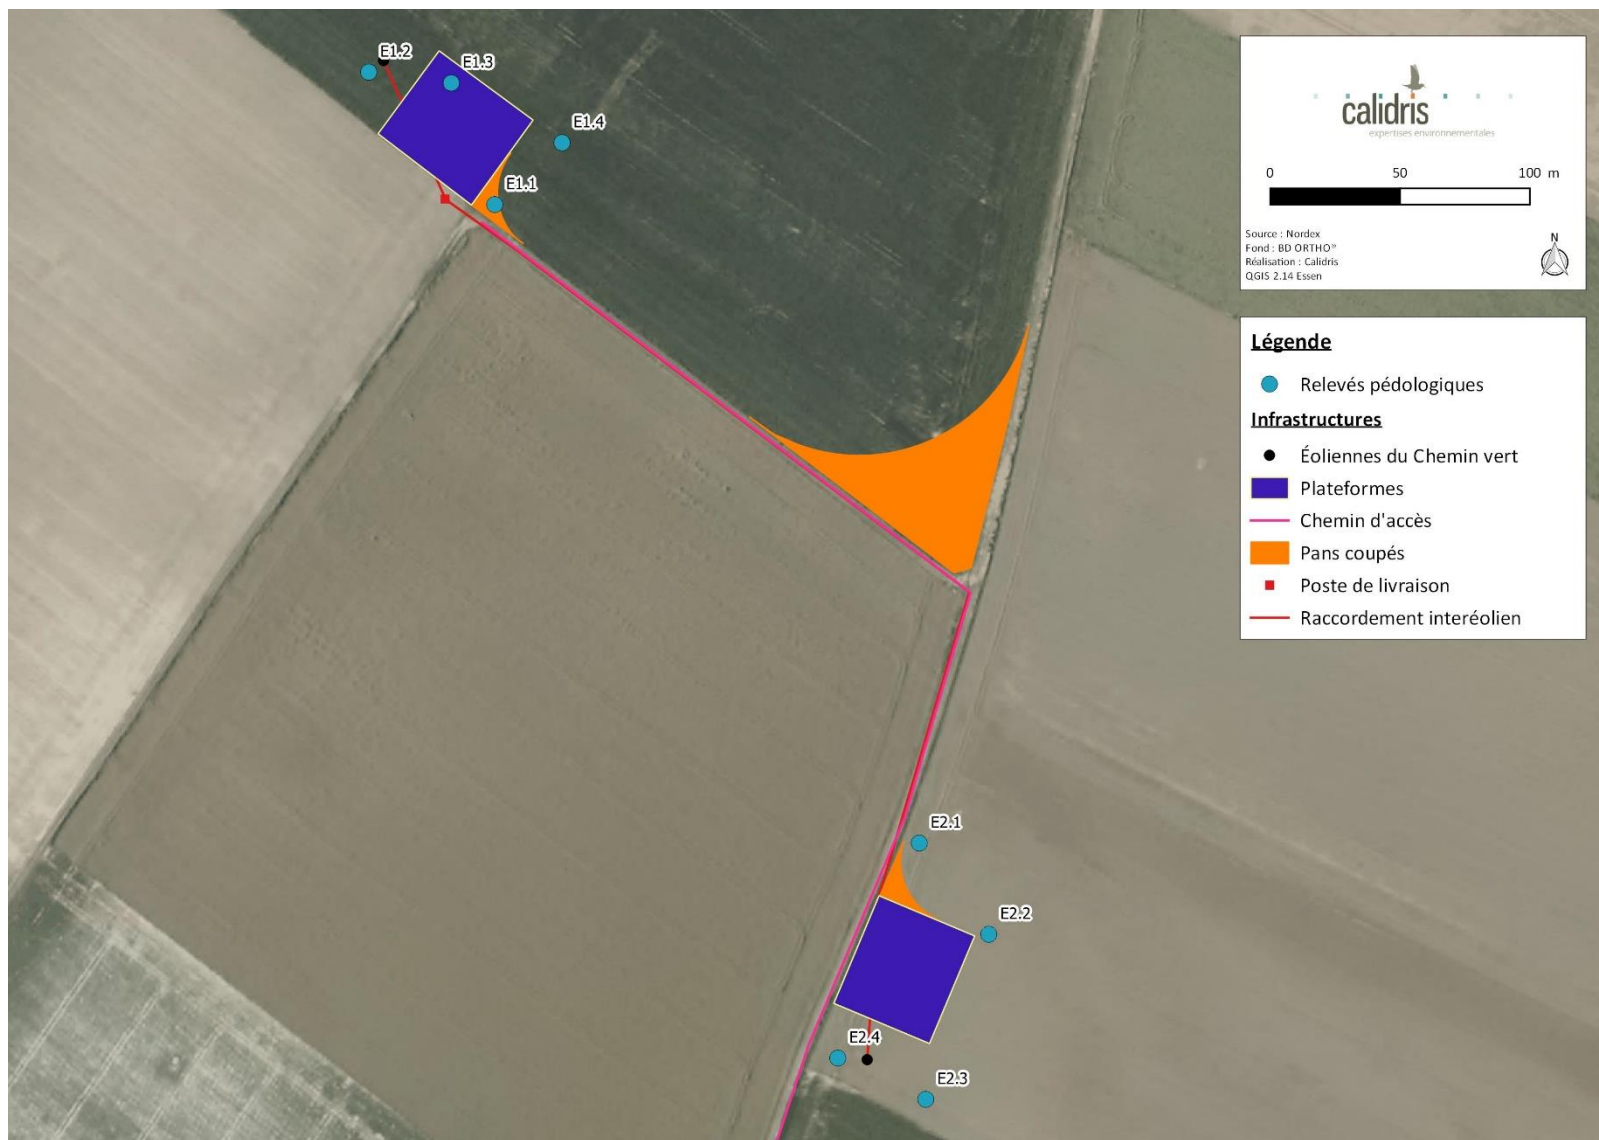 E1.2
E1.3
E1.4
E1.1
E2.1
E2.2
E2.4
E2.3
calidris
expertises environnementales
0 50 100 m
Source : Nordex
Fond : BD ORTHO®
Réalisation : Calidris
QGIS 2.14 Essen
N
Légende
Relevés pédologiques
Infrastructures
Éoliennes du Chemin vert
Plateformes
Chemin d'accès
Pans coupés
Poste de livraison
Raccordement interéolien